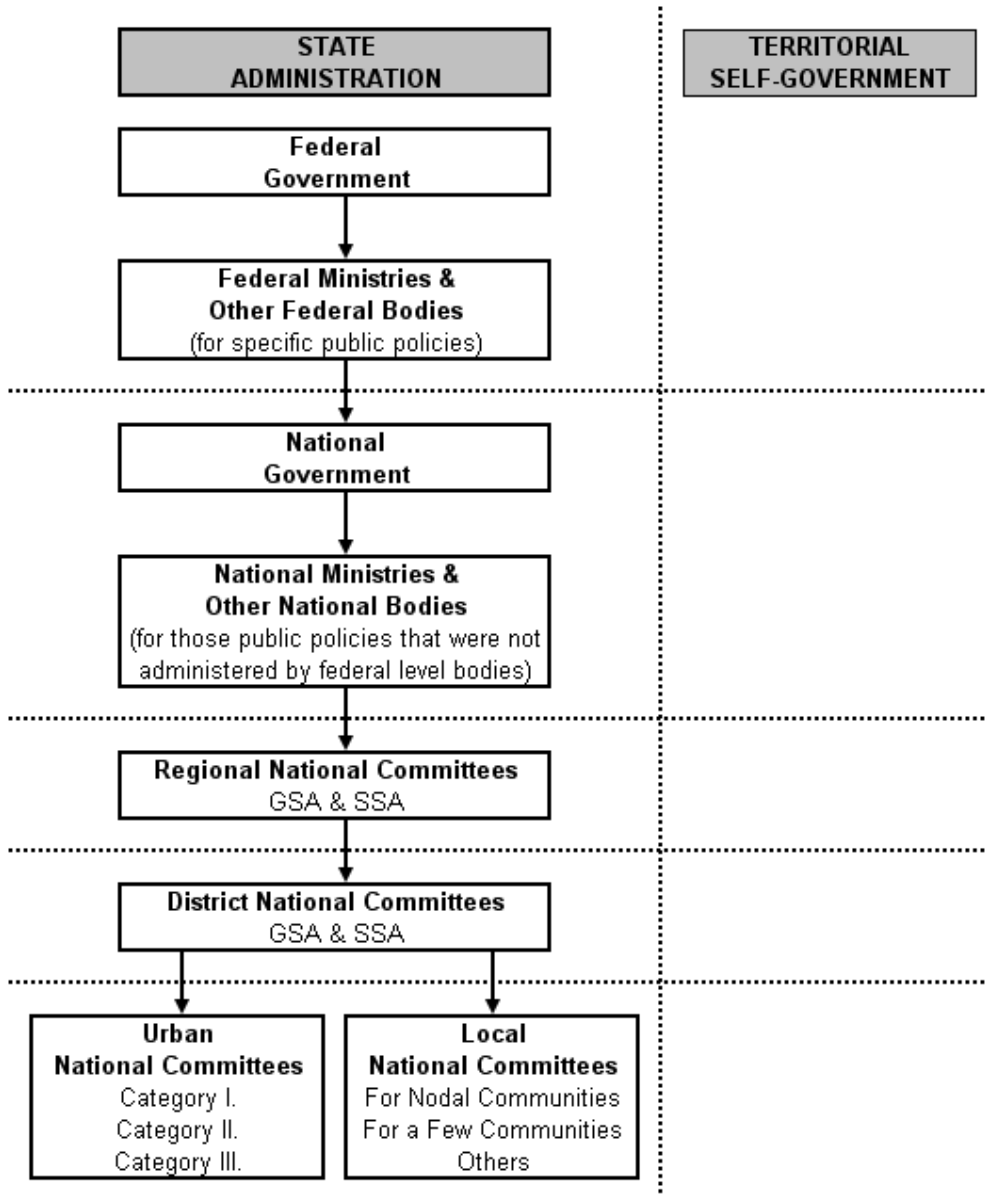 STATE
ADMINISTRATION
TERRITORIAL
SELF-GOVERNMENT
Federal
Government
Federal Ministries &
Other Federal Bodies
(for specific public policies)
National
Government
National Ministries &
Other National Bodies
(for those public policies that were not
administered by federal level bodies)
Regional National Committees
GSA & SSA
District National Committees
GSA & SSA
Urban
National Committees
Category I.
Category II.
Category III.
Local
National Committees
For Nodal Communities
For a Few Communities
Others